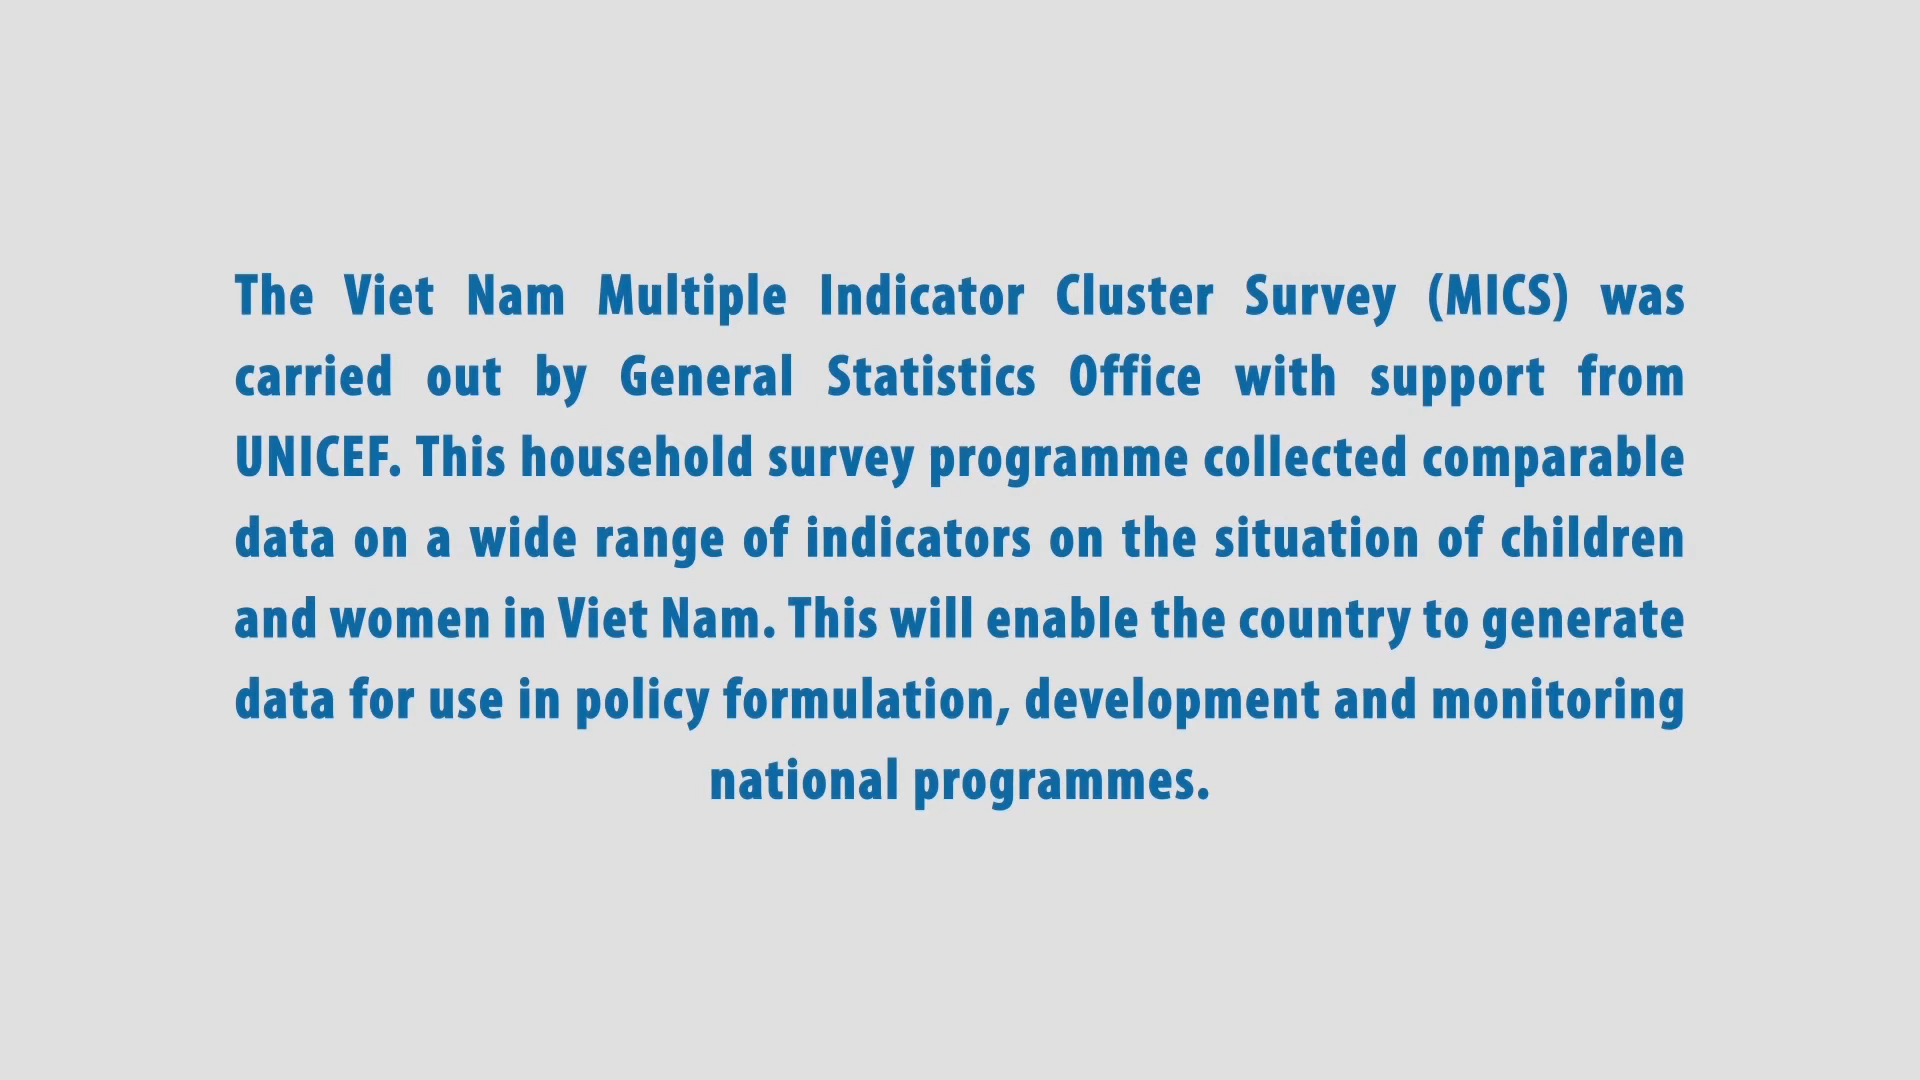 The Viet Nam Multiple Indicator Cluster Survey (MICS) was
carried out by General Statistics Office with support from
UNICEF. This household survey programme collected comparable
data on a wide range of indicators on the situation of children
and women in Viet Nam. This will enable the country to generate
data for use in policy formulation, development and monitoring
national programmes.